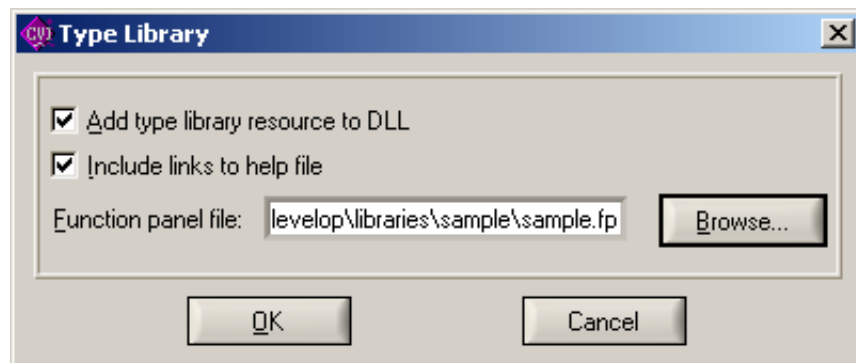 CVI Type Library
Add type library resource to DLL
Include links to help file
Function panel file: levelop\libraries\sample\sample.fp Browse...
OK Cancel